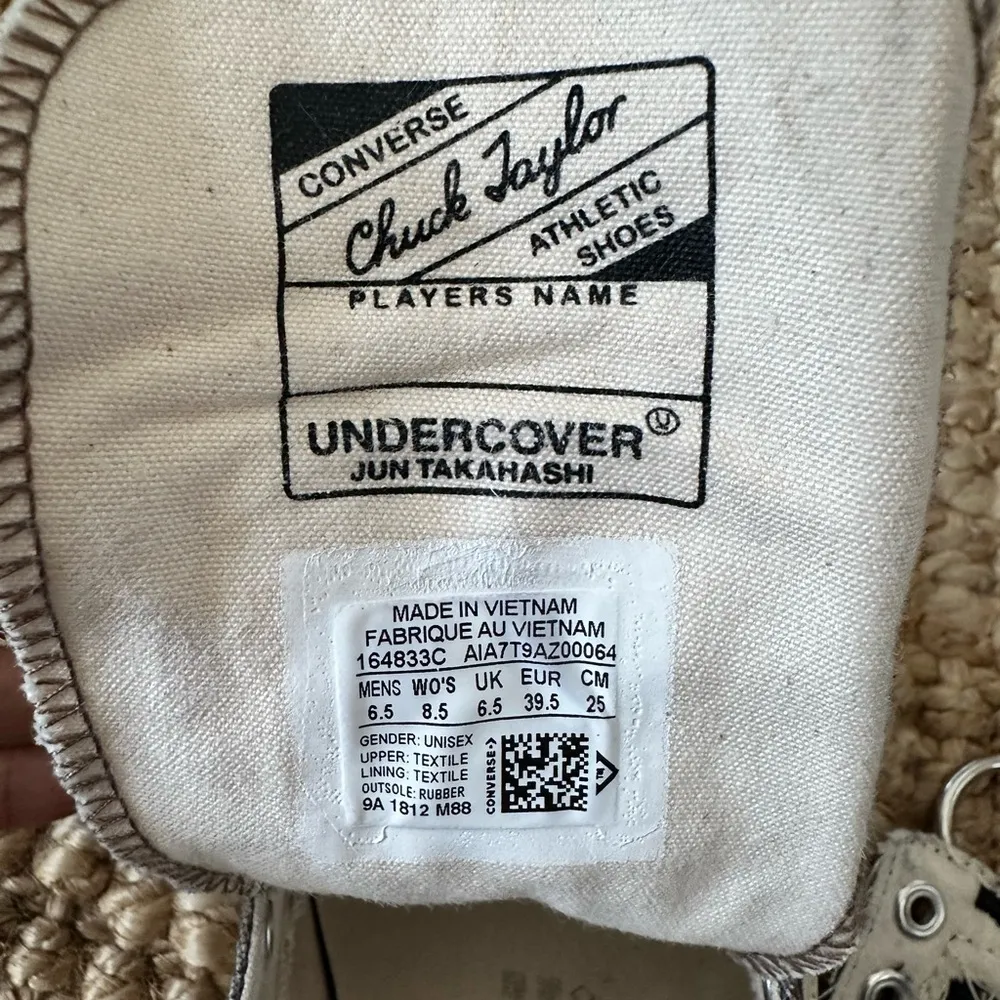 CONVERSE
Chuck Taylor
ATHLETIC
SHOES
PLAYERS NAME
UNDERCOVER U
JUN TAKAHASHI
MADE IN VIETNAM
FABRIQUE AU VIETNAM
164833C AIA7T9AZ00064
MENS WO'S UK EUR CM
6.5 8.5 6.5 39.5 25
GENDER: UNISEX
UPPER: TEXTILE
LINING: TEXTILE
OUTSOLE: RUBBER
9A 1812 M88
CONVERSE
TM